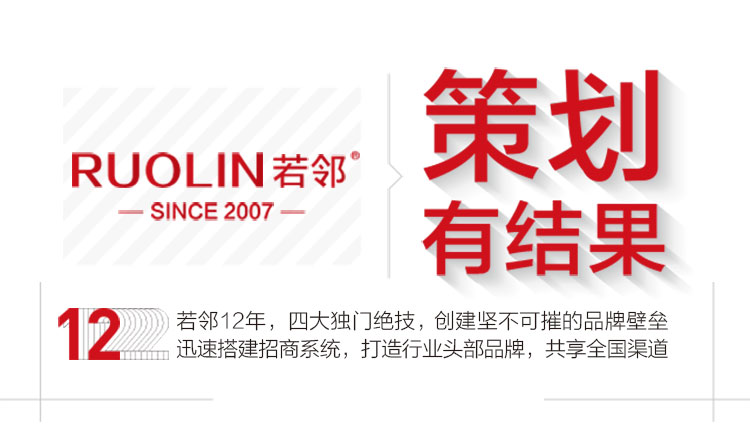 RUOLIN若邻®
SINCE 2007
策划
有结果
12
若邻12年，四大独门绝技，创建坚不可摧的品牌壁垒
迅速搭建招商系统，打造行业头部品牌，共享全国渠道